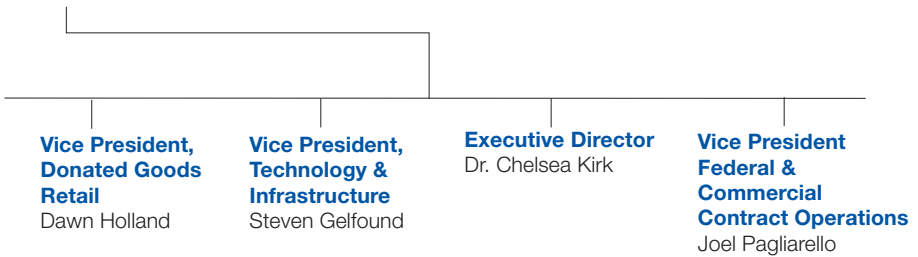 Vice President,
Donated Goods
Retail
Dawn Holland
Vice President,
Technology &
Infrastructure
Steven Gelfound
Executive Director
Dr. Chelsea Kirk
Vice President
Federal &
Commercial
Contract Operations
Joel Pagliarello